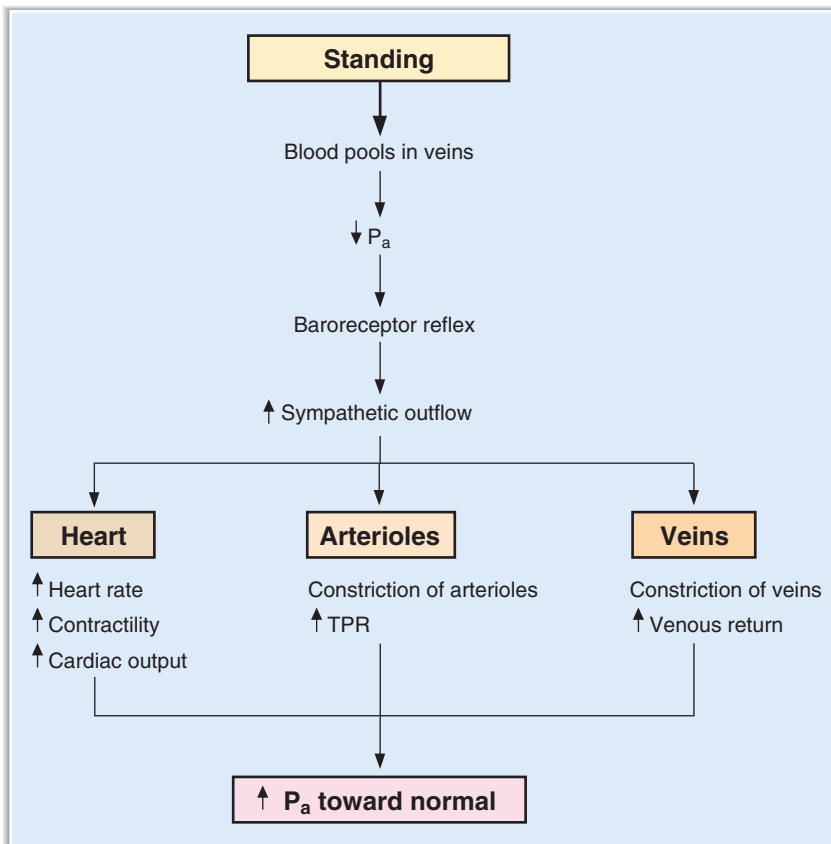 Standing
Blood pools in veins
↓ Pa
Baroreceptor reflex
↑ Sympathetic outflow
Heart
Arterioles
Veins
↑ Heart rate
Constriction of arterioles
Constriction of veins
↑ Contractility
↑ TPR
↑ Venous return
↑ Cardiac output
↑ Pa toward normal